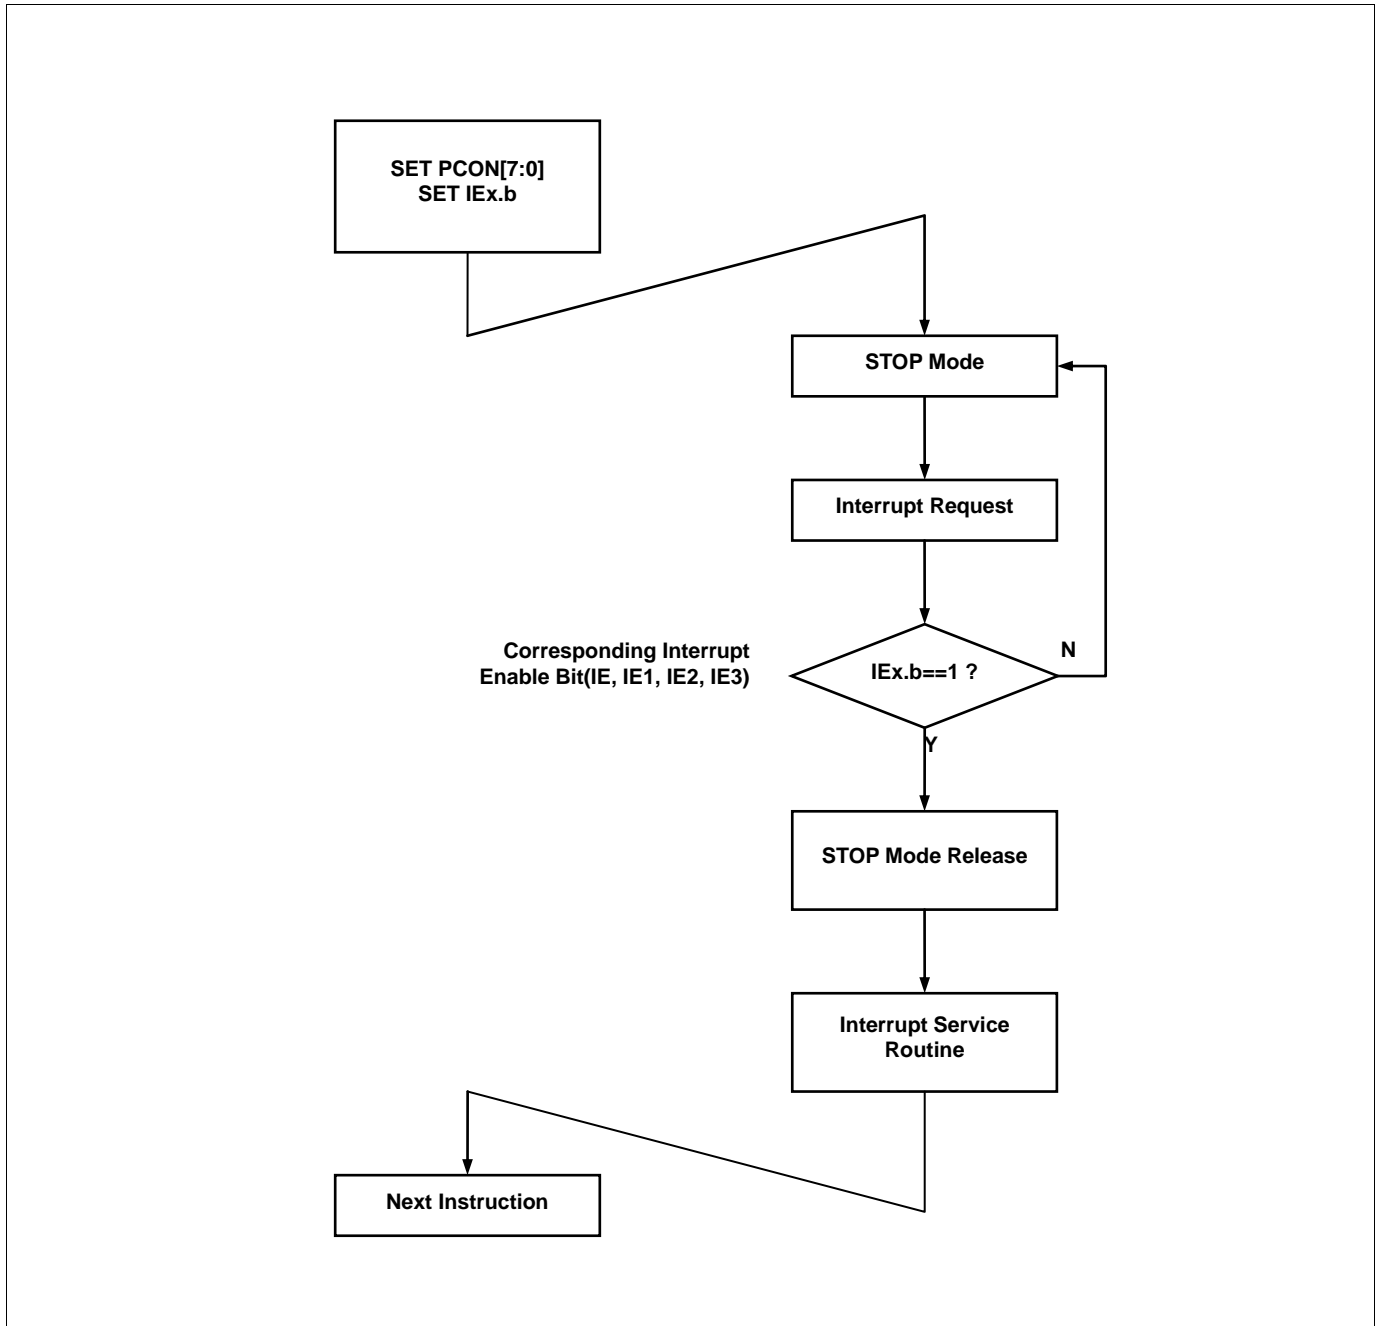 SET PCON[7:0]
SET IEx.b
STOP Mode
Interrupt Request
Corresponding Interrupt
Enable Bit(IE, IE1, IE2, IE3)
IEx.b==1 ?
N
Y
STOP Mode Release
Interrupt Service
Routine
Next Instruction